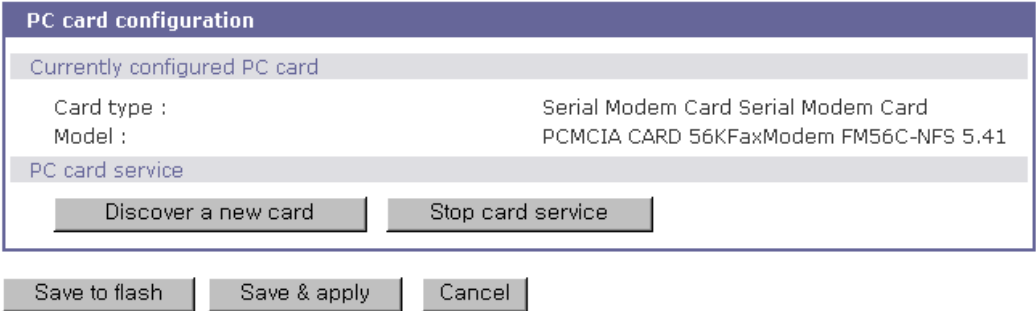 PC card configuration
Currently configured PC card
Card type : Serial Modem Card Serial Modem Card
Model : PCMCIA CARD 56KFaxModem FM56C-NFS 5.41
PC card service
Discover a new card Stop card service
Save to flash Save & apply Cancel